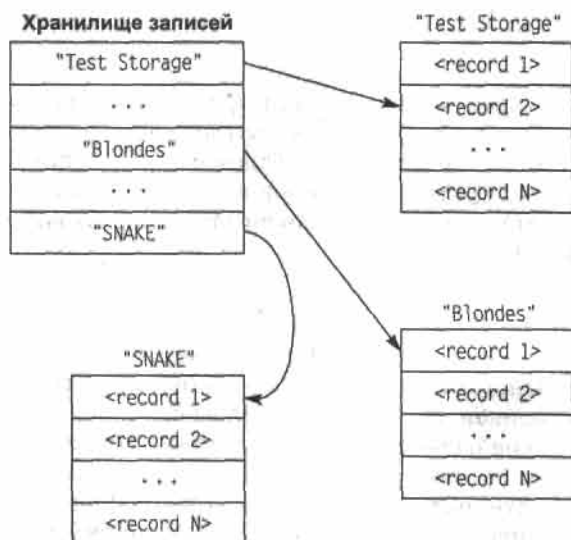 Хранилище записей
"Test Storage"
. . .
"Blondes"
. . .
"SNAKE"
"Test Storage"
<record 1>
<record 2>
. . .
<record N>
"Blondes"
<record 1>
<record 2>
. . .
<record N>
"SNAKE"
<record 1>
<record 2>
. . .
<record N>